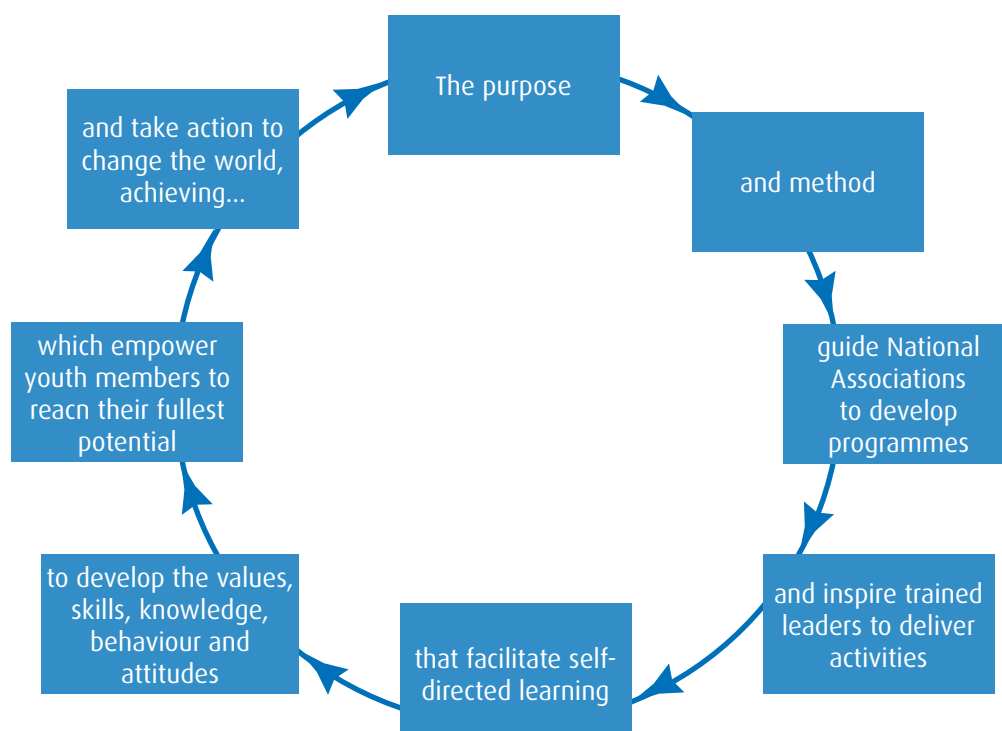 The purpose
and method
guide National
Associations
to develop
programmes
and inspire trained
leaders to deliver
activities
that facilitate self-
directed learning
to develop the values,
skills, knowledge,
behaviour and
attitudes
which empower
youth members to
reacn their fullest
potential
and take action to
change the world,
achieving...